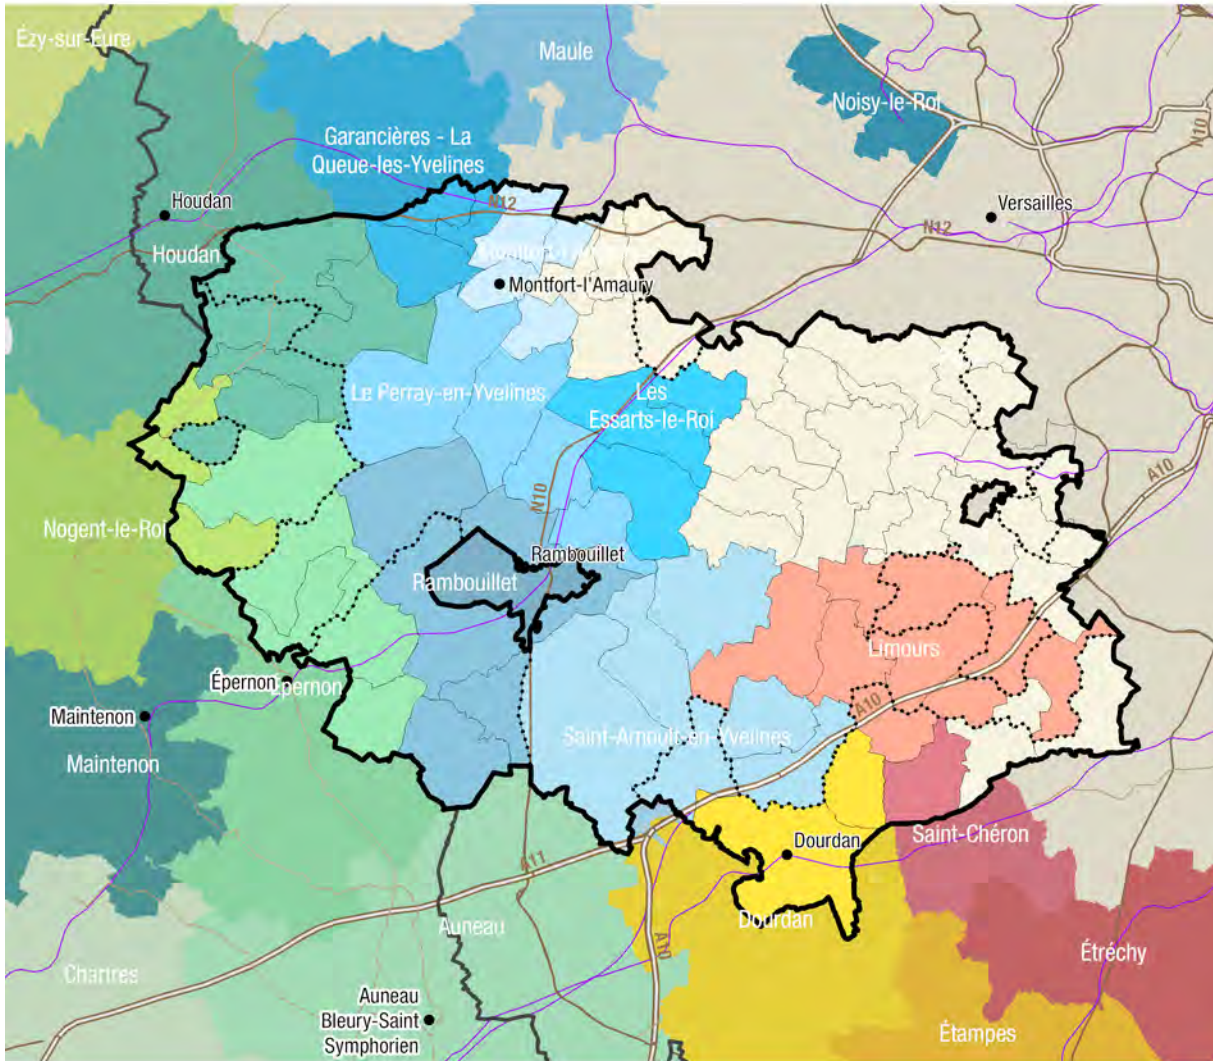 Ézy-sur-Eure
Maule
Noisy-le-Roi
N10
Garancières - La
Queue-les-Yvelines
Houdan
N12
Versailles
N12
Houdan
Montfort-l'Amaury
Le Perray-en-Yvelines
Les
Essarts-le-Roi
A10
N10
Nogent-le-Roi
Rambouillet
Rambouillet
Limours
Épernon
Épernon
Maintenon
A10
Saint-Arnoult-en-Yvelines
Maintenon
Saint-Chéron
Dourdan
A11
Auneau
Dourdan
A10
Étréchy
Chartres
Auneau
Bleury-Saint
Symphorien
Étampes